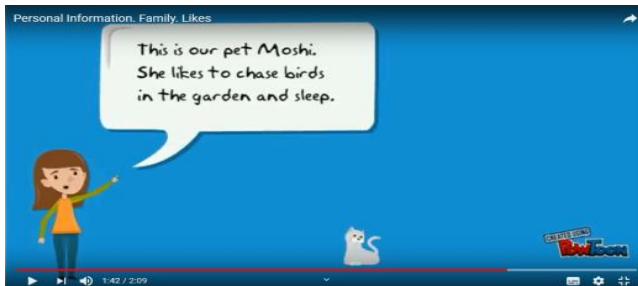 Personal Information. Family. Likes
This is our pet Moshi.
She likes to chase birds
in the garden and sleep.
CREATED USING
POWTOON
1:42 / 2:09